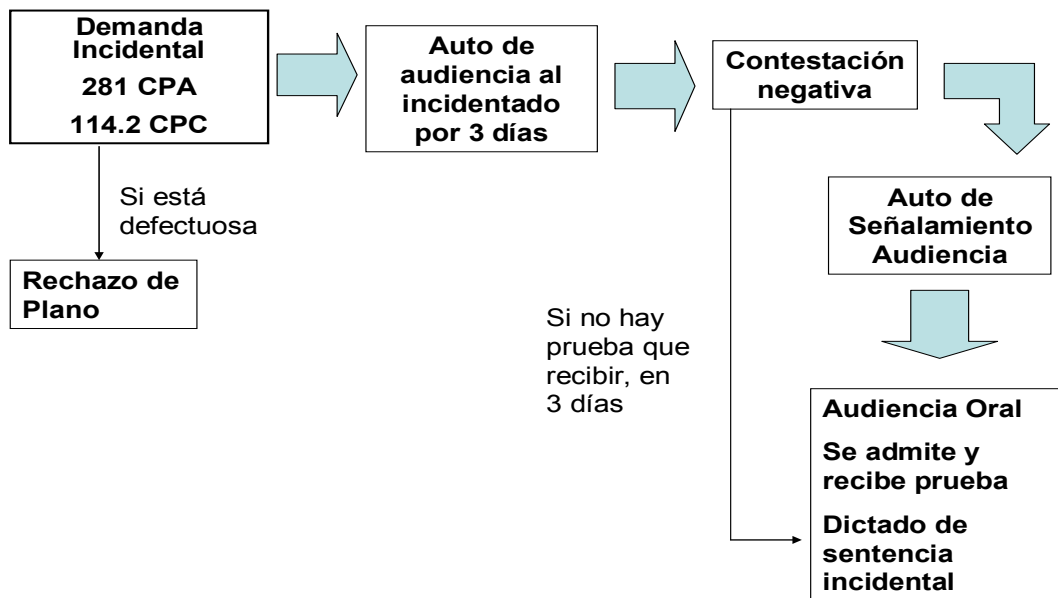 Demanda
Incidental
281 CPA
114.2 CPC
Auto de
audiencia al
incidentado
por 3 días
Contestación
negativa
Si está
defectuosa
Rechazo de
Plano
Auto de
Señalamiento
Audiencia
Si no hay
prueba que
recibir, en
3 días
Audiencia Oral
Se admite y
recibe prueba
Dictado de
sentencia
incidental